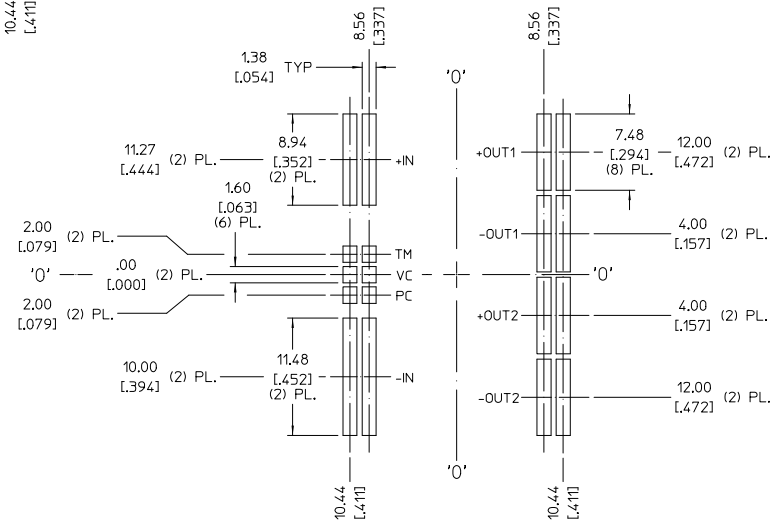 10.44
[.411]
8.56
[.337]
8.56
[.337]
1.38
[.054] TYP
'O'
11.27
[.444] (2) PL.
8.94
[.352]
(2) PL.
+IN
+OUT1
7.48
[.294]
(8) PL.
12.00
[.472] (2) PL.
1.60
[.063]
(6) PL.
2.00
[.079] (2) PL.
TM
-OUT1
4.00
[.157] (2) PL.
'O'
.00
[.000] (2) PL.
VC
'O'
2.00
[.079] (2) PL.
PC
+OUT2
4.00
[.157] (2) PL.
10.00
[.394] (2) PL.
11.48
[.452]
(2) PL.
-IN
-OUT2
12.00
[.472] (2) PL.
'O'
10.44
[.411]
10.44
[.411]